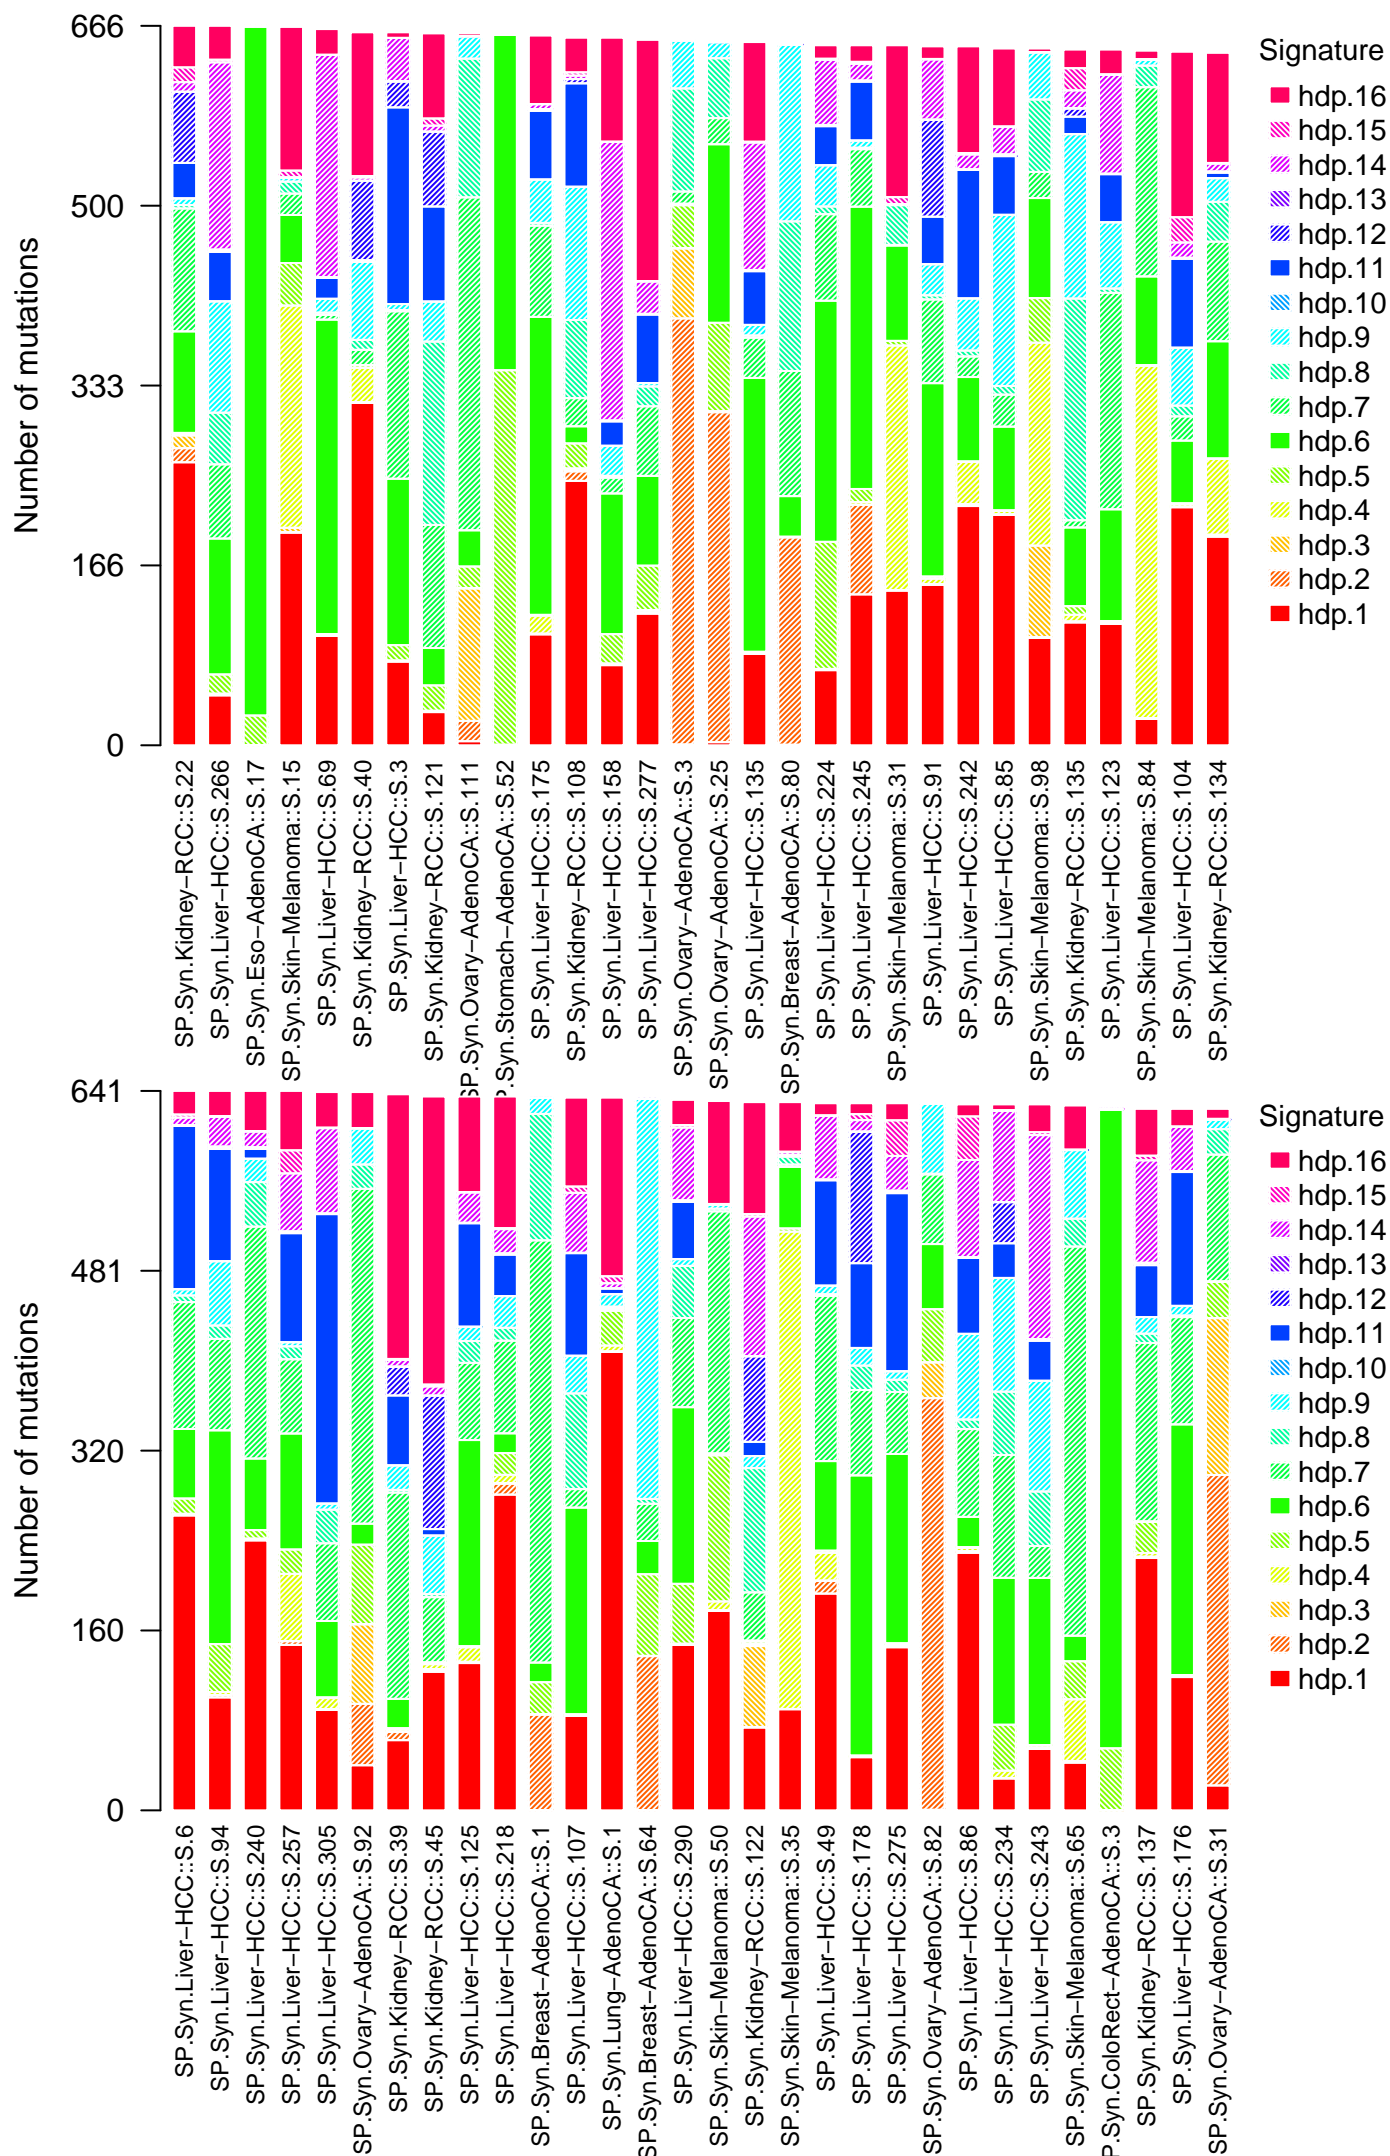 Number of mutations
666
500
333
166
0
Signature
hdp.16
hdp.15
hdp.14
hdp.13
hdp.12
hdp.11
hdp.10
hdp.9
hdp.8
hdp.7
hdp.6
hdp.5
hdp.4
hdp.3
hdp.2
hdp.1
SP.Syn.Kidney−RCC::S.22
SP.Syn.Liver−HCC::S.266
SP.Syn.Eso−AdenoCA::S.17
SP.Syn.Skin−Melanoma::S.15
SP.Syn.Liver−HCC::S.69
SP.Syn.Kidney−RCC::S.40
SP.Syn.Liver−HCC::S.3
SP.Syn.Kidney−RCC::S.121
SP.Syn.Ovary−AdenoCA::S.111
P.Syn.Stomach−AdenoCA::S.52
SP.Syn.Liver−HCC::S.175
SP.Syn.Kidney−RCC::S.108
SP.Syn.Liver−HCC::S.158
SP.Syn.Liver−HCC::S.277
SP.Syn.Ovary−AdenoCA::S.3
SP.Syn.Ovary−AdenoCA::S.25
SP.Syn.Liver−HCC::S.135
SP.Syn.Breast−AdenoCA::S.80
SP.Syn.Liver−HCC::S.224
SP.Syn.Liver−HCC::S.245
SP.Syn.Skin−Melanoma::S.31
SP.Syn.Liver−HCC::S.91
SP.Syn.Liver−HCC::S.242
SP.Syn.Liver−HCC::S.85
SP.Syn.Skin−Melanoma::S.98
SP.Syn.Kidney−RCC::S.135
SP.Syn.Liver−HCC::S.123
SP.Syn.Skin−Melanoma::S.84
SP.Syn.Liver−HCC::S.104
SP.Syn.Kidney−RCC::S.134
Number of mutations
641
481
320
160
0
Signature
hdp.16
hdp.15
hdp.14
hdp.13
hdp.12
hdp.11
hdp.10
hdp.9
hdp.8
hdp.7
hdp.6
hdp.5
hdp.4
hdp.3
hdp.2
hdp.1
SP.Syn.Liver−HCC::S.6
SP.Syn.Liver−HCC::S.94
SP.Syn.Liver−HCC::S.240
SP.Syn.Liver−HCC::S.257
SP.Syn.Liver−HCC::S.305
SP.Syn.Ovary−AdenoCA::S.92
SP.Syn.Kidney−RCC::S.39
SP.Syn.Kidney−RCC::S.45
SP.Syn.Liver−HCC::S.125
SP.Syn.Liver−HCC::S.218
SP.Syn.Breast−AdenoCA::S.1
SP.Syn.Liver−HCC::S.107
SP.Syn.Lung−AdenoCA::S.1
SP.Syn.Breast−AdenoCA::S.64
SP.Syn.Liver−HCC::S.290
SP.Syn.Skin−Melanoma::S.50
SP.Syn.Kidney−RCC::S.122
SP.Syn.Skin−Melanoma::S.35
SP.Syn.Liver−HCC::S.49
SP.Syn.Liver−HCC::S.178
SP.Syn.Liver−HCC::S.275
SP.Syn.Ovary−AdenoCA::S.82
SP.Syn.Liver−HCC::S.86
SP.Syn.Liver−HCC::S.234
SP.Syn.Liver−HCC::S.243
SP.Syn.Skin−Melanoma::S.65
P.Syn.ColoRect−AdenoCA::S.3
SP.Syn.Kidney−RCC::S.137
SP.Syn.Liver−HCC::S.176
SP.Syn.Ovary−AdenoCA::S.31